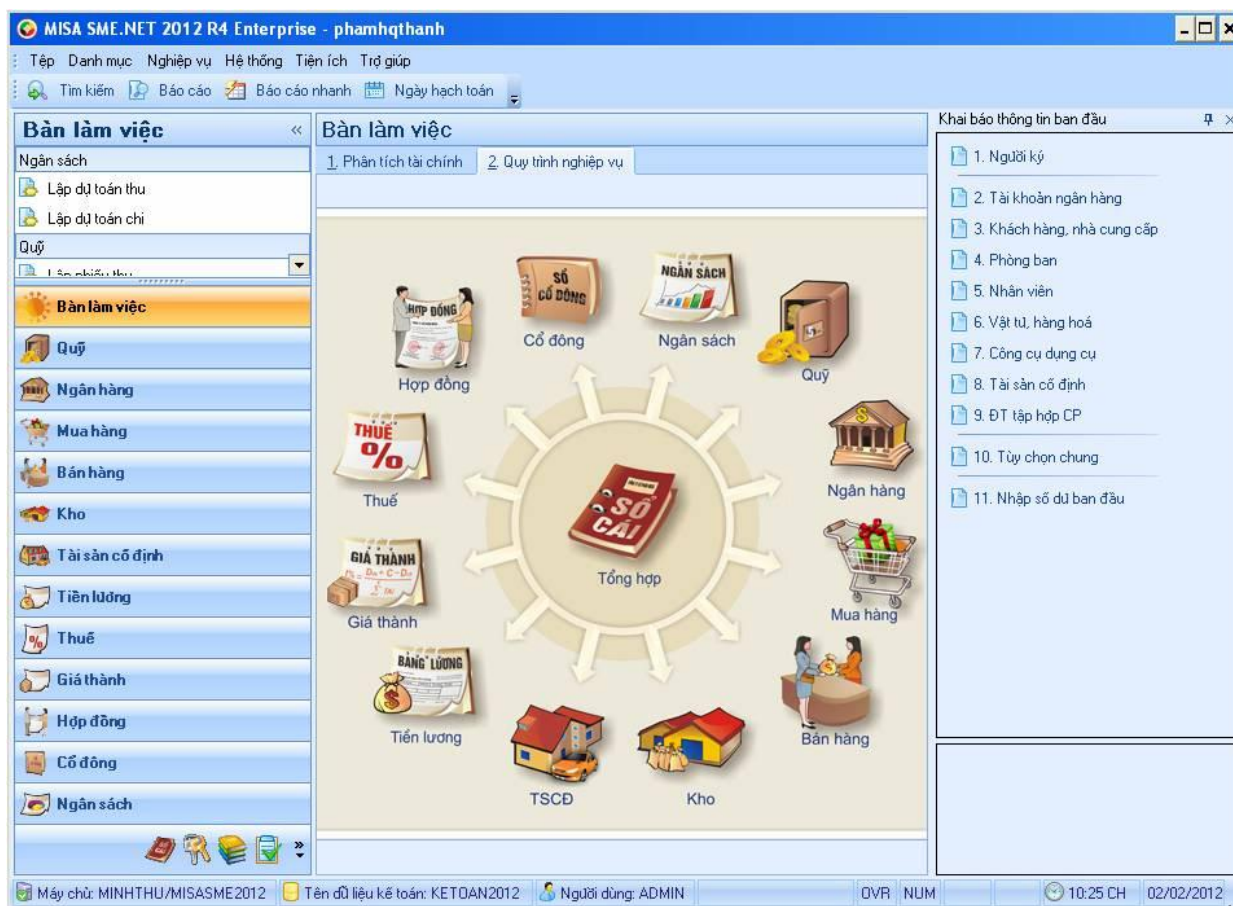 MISA SME.NET 2012 R4 Enterprise - phamhqthanh
Tệp Danh mục Nghiệp vụ Hệ thống Tiện ích Trợ giúp
Tìm kiếm Báo cáo Báo cáo nhanh Ngày hạch toán
Bàn làm việc
Ngân sách
Lập dự toán thu
Lập dự toán chi
Quỹ
Lập phiếu thu
Bàn làm việc
Quỹ
Ngân hàng
Mua hàng
Bán hàng
Kho
Tài sản cố định
Tiền lương
Thuế
Giá thành
Hợp đồng
Cổ đông
Ngân sách
Bàn làm việc
1. Phân tích tài chính 2. Quy trình nghiệp vụ
HỢP ĐỒNG
Hợp đồng
SỔ
CỔ ĐÔNG
Cổ đông
NGÂN SÁCH
Ngân sách
Quỹ
THUẾ
%
Thuế
Ngân hàng
SỔ
CÁI
Tổng hợp
GIÁ THÀNH
Giá thành
Mua hàng
BẢNG LƯƠNG
Tiền lương
Bán hàng
TSCĐ
Kho
Khai báo thông tin ban đầu
1. Người ký
2. Tài khoản ngân hàng
3. Khách hàng, nhà cung cấp
4. Phòng ban
5. Nhân viên
6. Vật tư, hàng hoá
7. Công cụ dụng cụ
8. Tài sản cố định
9. ĐT tập hợp CP
10. Tùy chọn chung
11. Nhập số dư ban đầu
Máy chủ: MINHTHU/MISASME2012 Tên dữ liệu kế toán: KETOAN2012 Người dùng: ADMIN OVR NUM 10:25 CH 02/02/2012